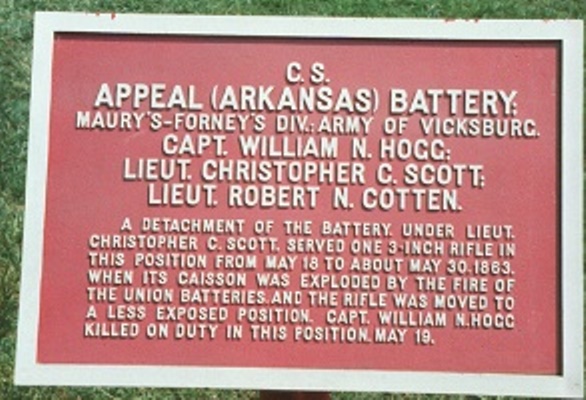 C. S.
APPEAL (ARKANSAS) BATTERY;
MAURY'S-FORNEY'S DIV.; ARMY OF VICKSBURG.
CAPT. WILLIAM N. HOGG;
LIEUT. CHRISTOPHER C. SCOTT;
LIEUT. ROBERT N. COTTEN.
A DETACHMENT OF THE BATTERY, UNDER LIEUT.
CHRISTOPHER C. SCOTT, SERVED ONE 3-INCH RIFLE IN
THIS POSITION FROM MAY 18 TO ABOUT MAY 30, 1863,
WHEN ITS CAISSON WAS EXPLODED BY THE FIRE OF
THE UNION BATTERIES, AND THE RIFLE WAS MOVED TO
A LESS EXPOSED POSITION. CAPT. WILLIAM N. HOGG
KILLED ON DUTY IN THIS POSITION, MAY 19.